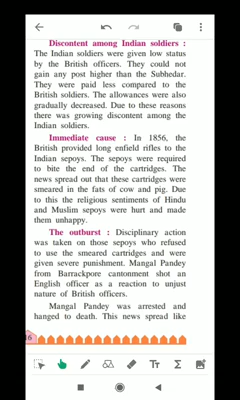 Discontent among Indian soldiers :
The Indian soldiers were given low status
by the British officers. They could not
gain any post higher than the Subhedar.
They were paid less compared to the
British soldiers. The allowances were also
gradually decreased. Due to these reasons
there was growing discontent among the
Indian soldiers.
Immediate cause : In 1856, the
British provided long enfield rifles to the
Indian sepoys. The sepoys were required
to bite the end of the cartridges. The
news spread out that these cartridges were
smeared in the fats of cow and pig. Due
to this the religious sentiments of Hindu
and Muslim sepoys were hurt and made
them unhappy.
The outburst : Disciplinary action
was taken on those sepoys who refused
to use the smeared cartridges and were
given severe punishment. Mangal Pandey
from Barrackpore cantonment shot an
English officer as a reaction to unjust
nature of British officers.
Mangal Pandey was arrested and
hanged to death. This news spread like
16